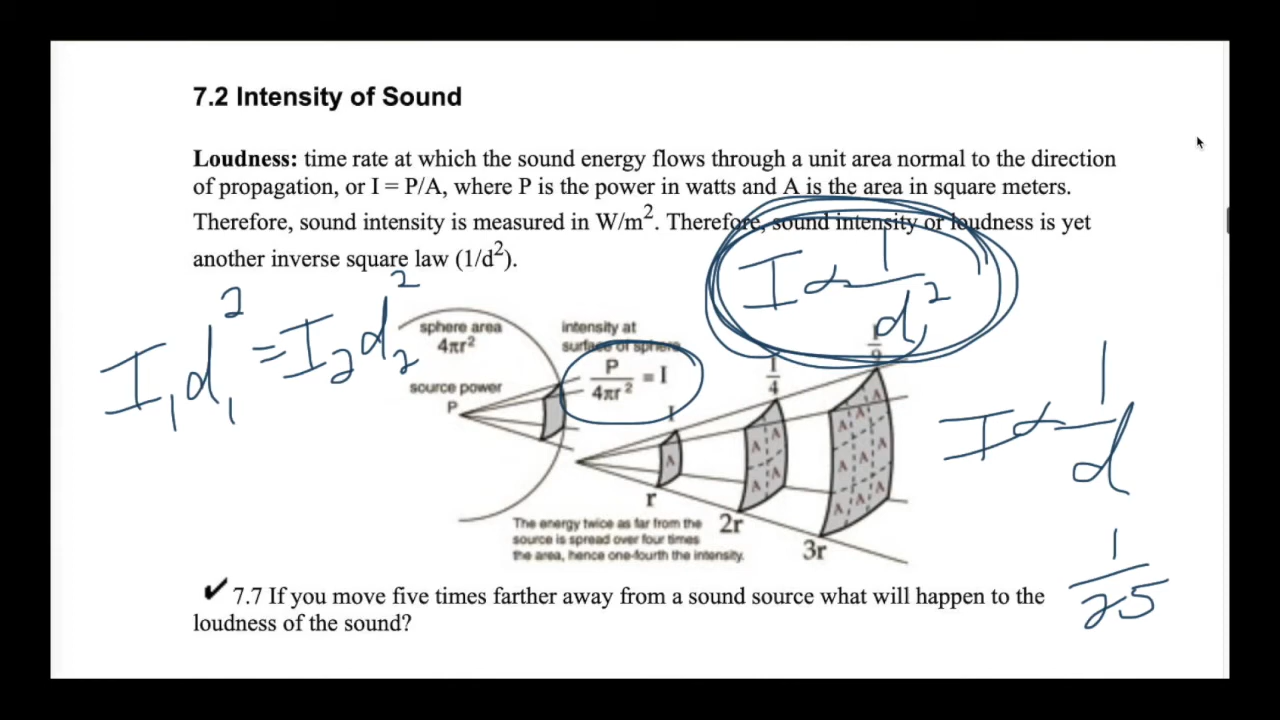 7.2 Intensity of Sound
Loudness: time rate at which the sound energy flows through a unit area normal to the direction
of propagation, or I = P/A, where P is the power in watts and A is the area in square meters.
Therefore, sound intensity is measured in W/m². Therefore, sound intensity or loudness is yet
another inverse square law (1/d²).
I ∝ 1/d²
I₁d₁² = I₂d₂²
sphere area
4πr²
intensity at
surface of sphere
P/4πr² = I
source power
P
I
I/4
I/9
A
A A
A A
A A A
A A A
A A A
r
2r
3r
I ∝ 1/d
The energy twice as far from the
source is spread over four times
the area, hence one-fourth the intensity.
1/25
✓ 7.7 If you move five times farther away from a sound source what will happen to the
loudness of the sound?